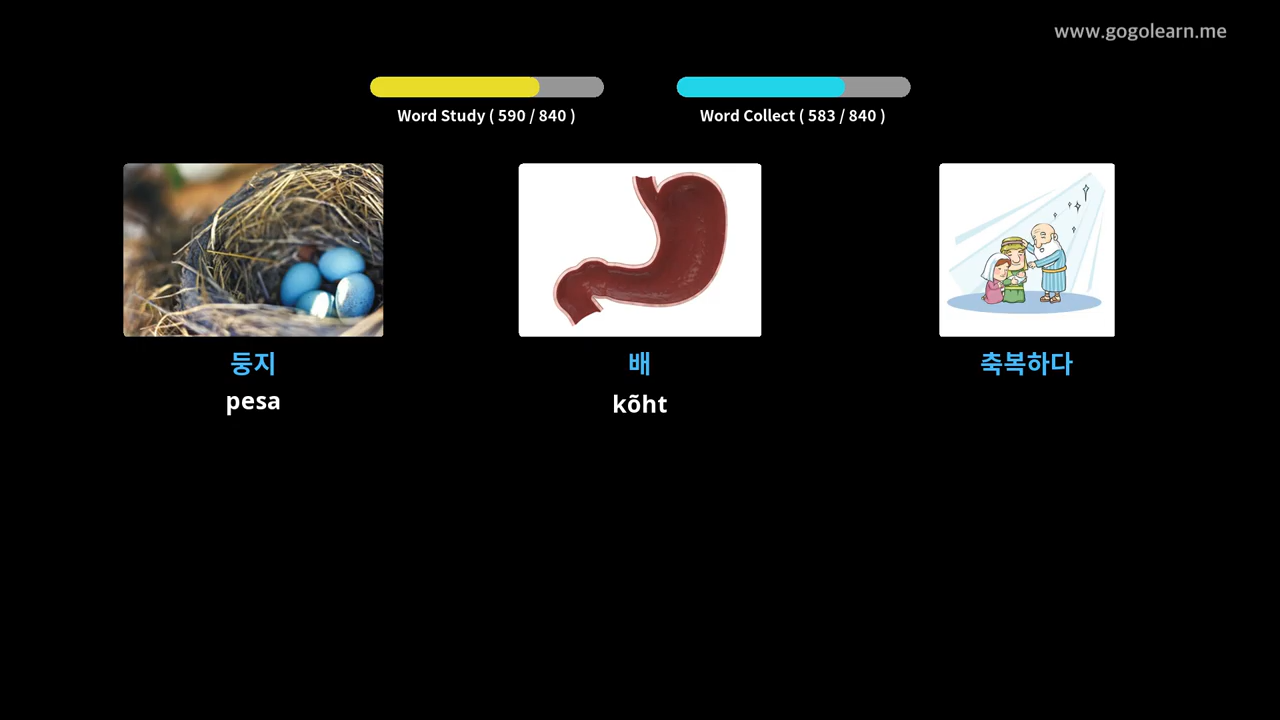 www.gogolearn.me
Word Study ( 590 / 840 )
Word Collect ( 583 / 840 )
둥지
배
축복하다
pesa
kõht